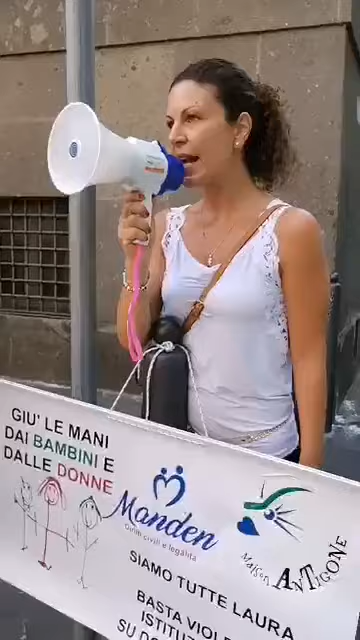 GIU' LE MANI
DAI BAMBINI E
DALLE DONNE
Manden
Diritti civili e legalità
Maison
ANTIGONE
SIAMO TUTTE LAURA
BASTA VIOL
ISTITU
SU DO